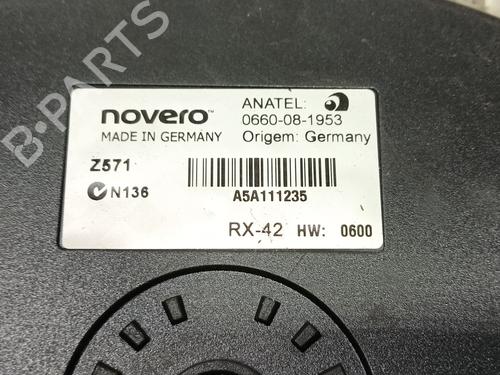 B-PARTS
novero™
MADE IN GERMANY
ANATEL:
0660-08-1953
Origem: Germany
Z571
N136
A5A111235
RX-42 HW: 0600